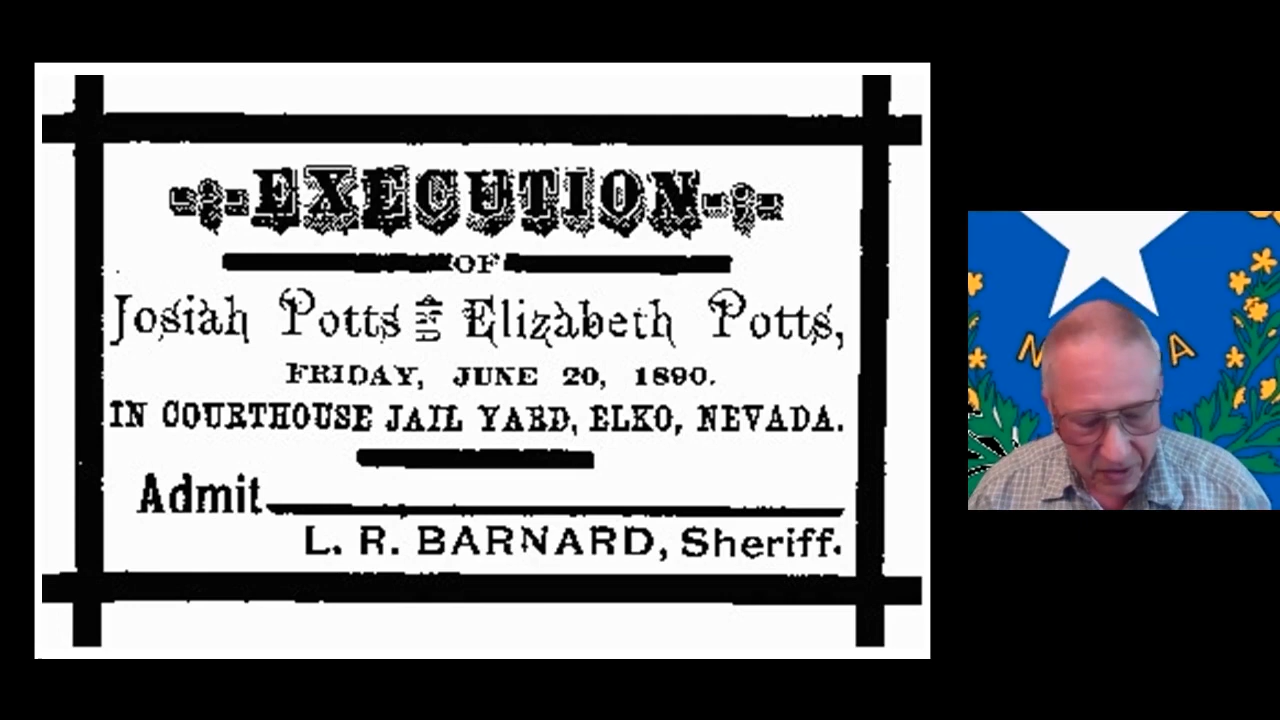 EXECUTION
OF
Josiah Potts AND Elizabeth Potts,
FRIDAY, JUNE 20, 1890.
IN COURTHOUSE JAIL YARD, ELKO, NEVADA.
Admit
L. R. BARNARD, Sheriff.
N A